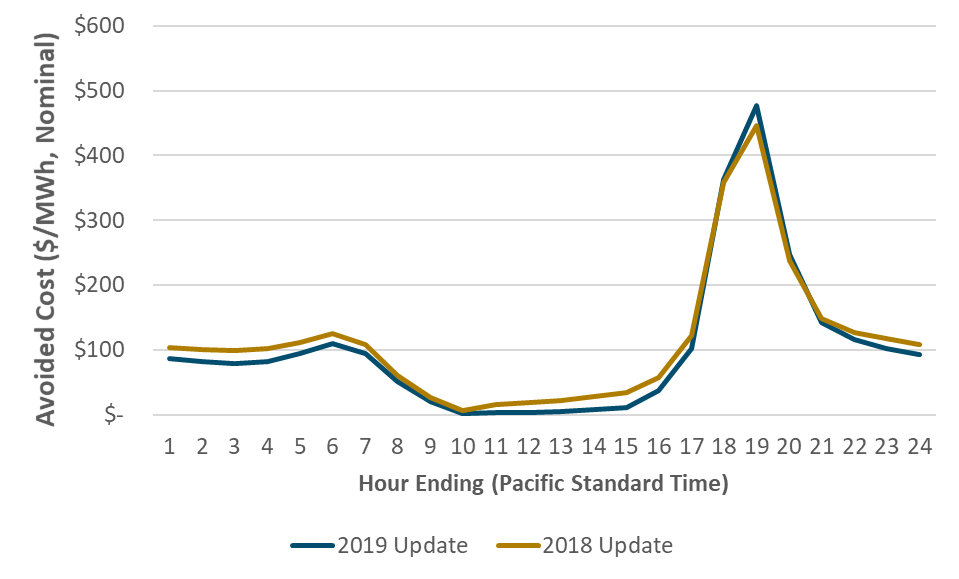 $600
$500
$400
$300
$200
$100
$-
Avoided Cost ($/MWh, Nominal)
1 2 3 4 5 6 7 8 9 10 11 12 13 14 15 16 17 18 19 20 21 22 23 24
Hour Ending (Pacific Standard Time)
2019 Update 2018 Update